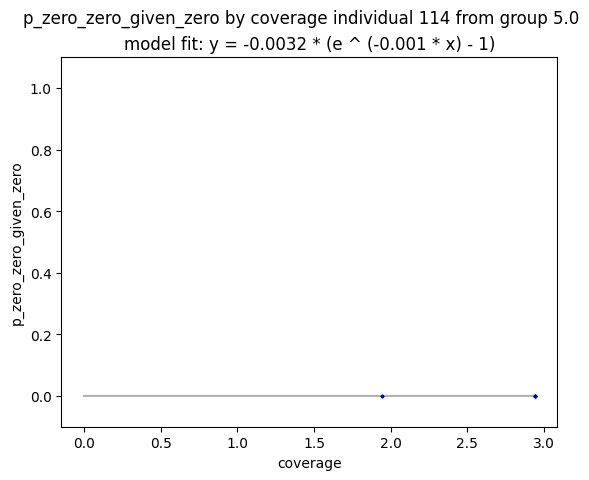 p_zero_zero_given_zero by coverage individual 114 from group 5.0
model fit: y = -0.0032 * (e ^ (-0.001 * x) - 1)
1.0
0.8
0.6
0.4
0.2
0.0
p_zero_zero_given_zero
0.0 0.5 1.0 1.5 2.0 2.5 3.0
coverage